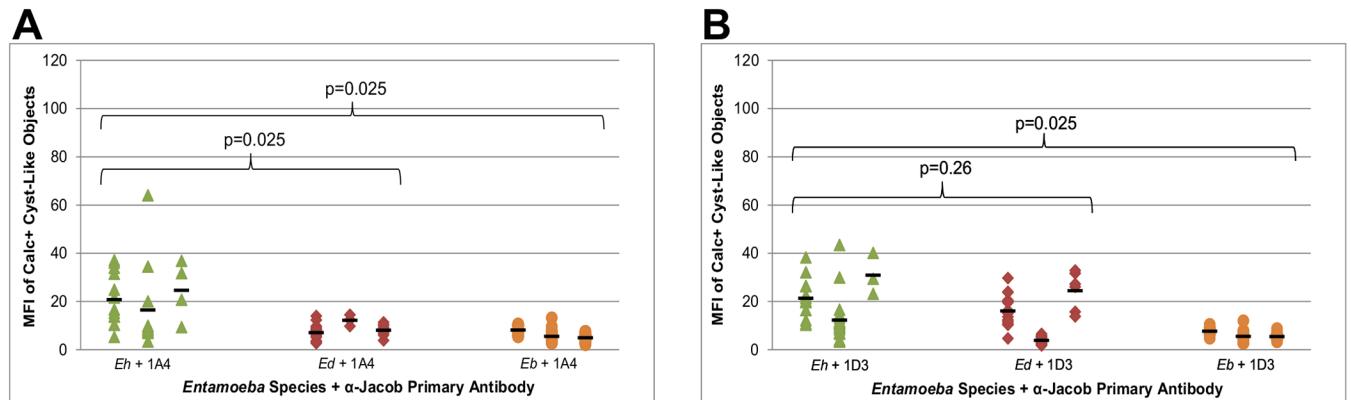 A
MFI of Calc+ Cyst-Like Objects
120
100
80
60
40
20
0
p=0.025
p=0.025
Eh + 1A4
Ed + 1A4
Eb + 1A4
Entamoeba Species + α-Jacob Primary Antibody
B
MFI of Calc+ Cyst-Like Objects
120
100
80
60
40
20
0
p=0.025
p=0.26
Eh + 1D3
Ed + 1D3
Eb + 1D3
Entamoeba Species + α-Jacob Primary Antibody